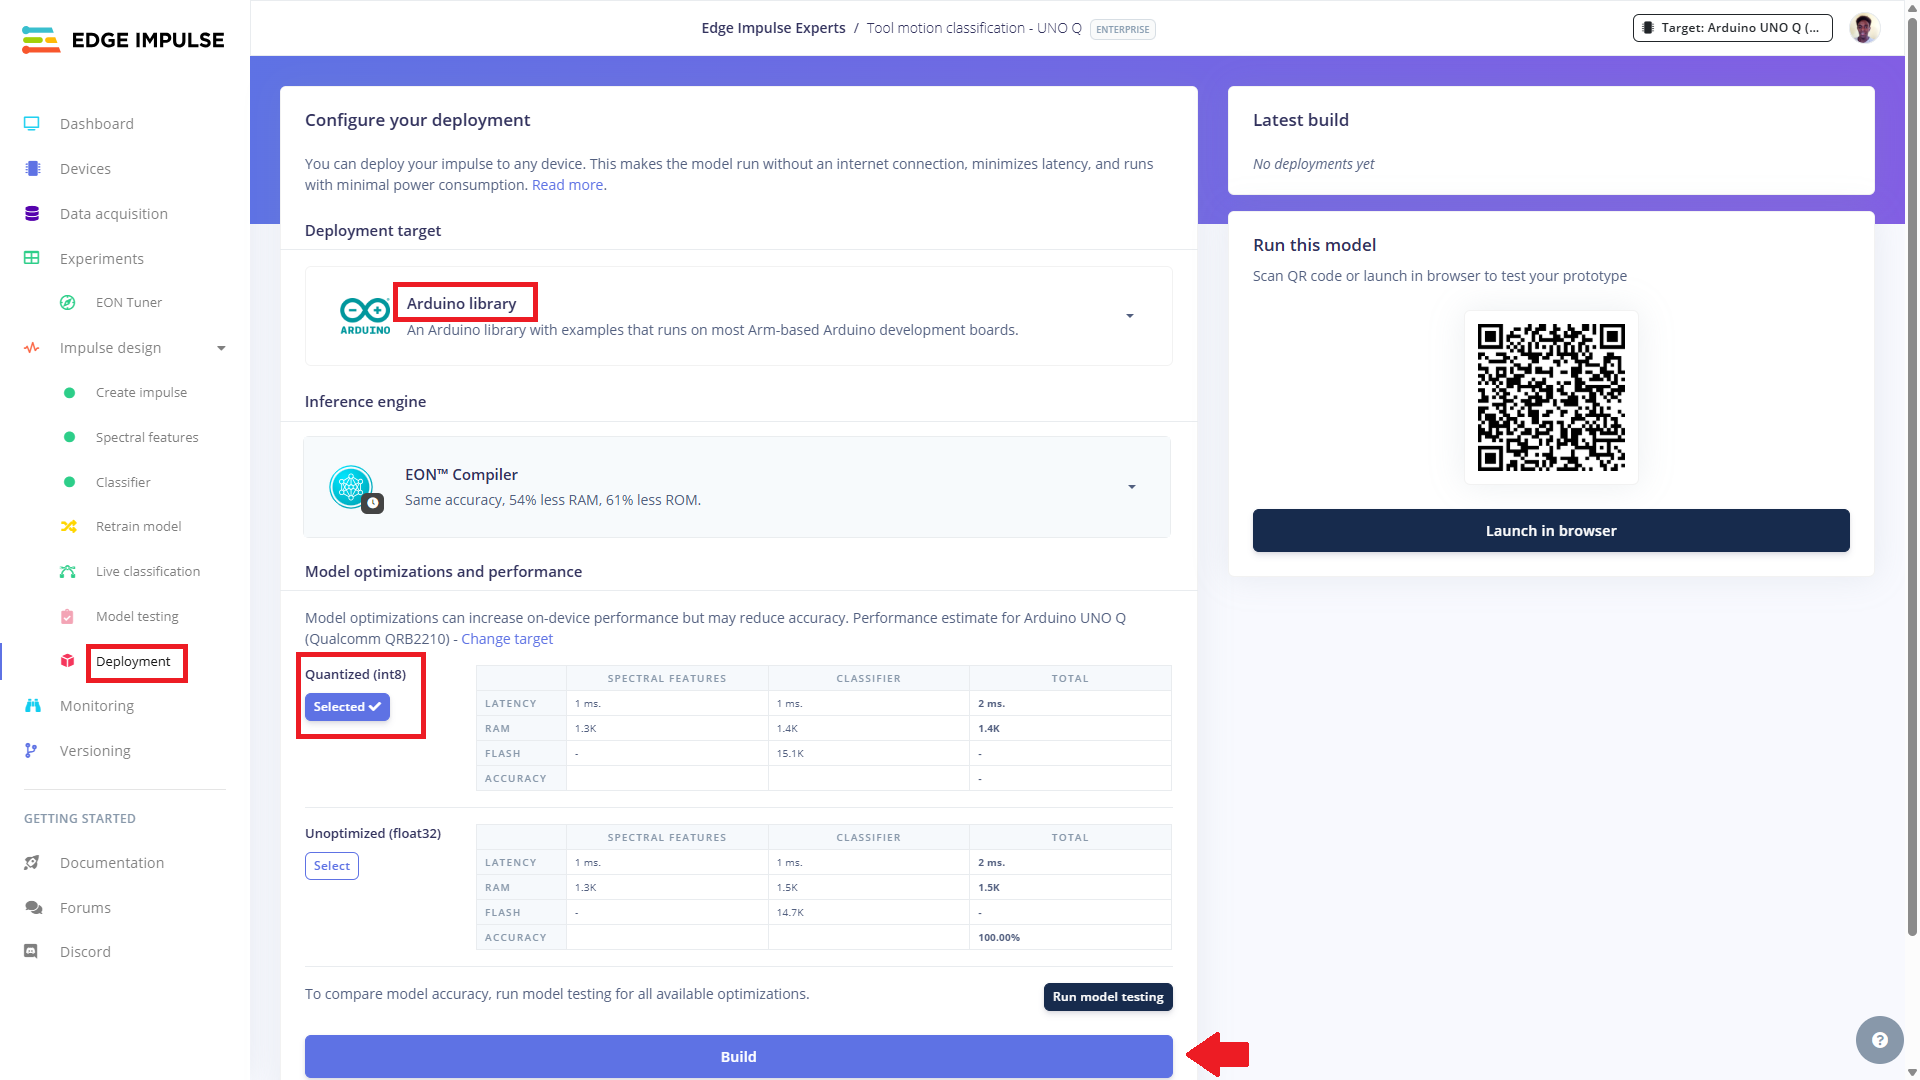 EDGE IMPULSE
Edge Impulse Experts / Tool motion classification - UNO Q ENTERPRISE
Target: Arduino UNO Q (...
Dashboard
Devices
Data acquisition
Experiments
EON Tuner
Impulse design
Create impulse
Spectral features
Classifier
Retrain model
Live classification
Model testing
Deployment
Monitoring
Versioning
GETTING STARTED
Documentation
Forums
Discord
Configure your deployment
You can deploy your impulse to any device. This makes the model run without an internet connection, minimizes latency, and runs
with minimal power consumption. Read more.
Deployment target
ARDUINO
Arduino library
An Arduino library with examples that runs on most Arm-based Arduino development boards.
Inference engine
EON™ Compiler
Same accuracy, 54% less RAM, 61% less ROM.
Model optimizations and performance
Model optimizations can increase on-device performance but may reduce accuracy. Performance estimate for Arduino UNO Q
(Qualcomm QRB2210) - Change target
Quantized (int8)
Selected
SPECTRAL FEATURES CLASSIFIER TOTAL
LATENCY 1 ms. 1 ms. 2 ms.
RAM 1.3K 1.4K 1.4K
FLASH - 15.1K -
ACCURACY -
Unoptimized (float32)
Select
SPECTRAL FEATURES CLASSIFIER TOTAL
LATENCY 1 ms. 1 ms. 2 ms.
RAM 1.3K 1.5K 1.5K
FLASH - 14.7K -
ACCURACY 100.00%
To compare model accuracy, run model testing for all available optimizations.
Run model testing
Build
Latest build
No deployments yet
Run this model
Scan QR code or launch in browser to test your prototype
Launch in browser
?